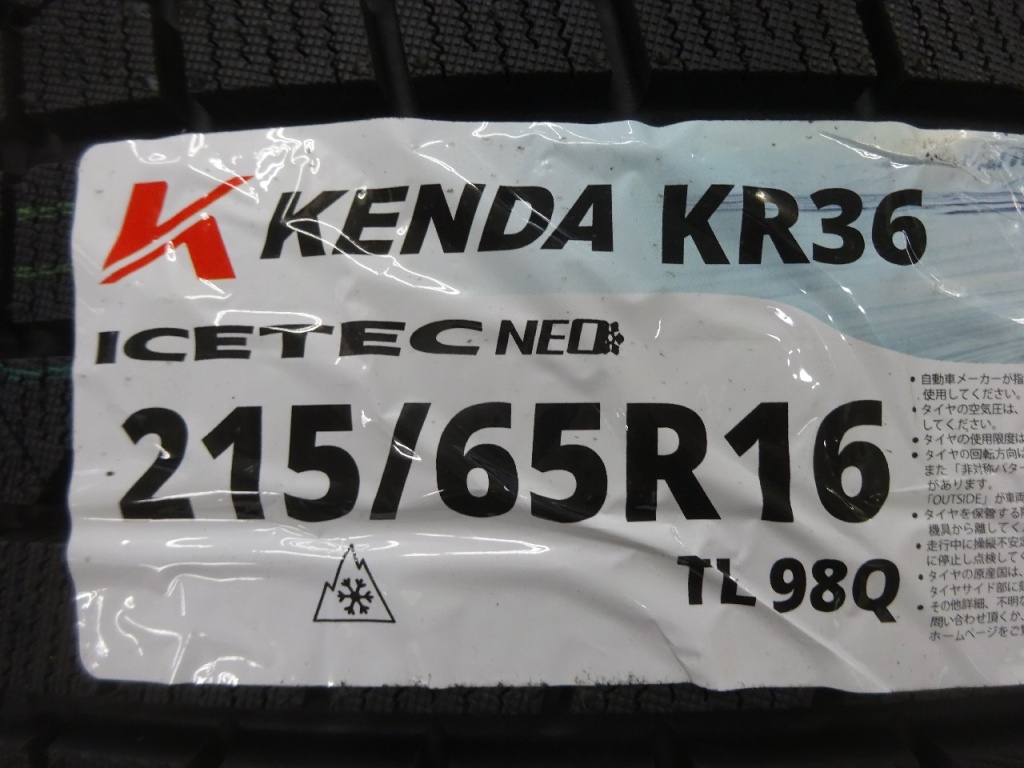 KENDA KR36
ICETEC NEO
215/65R16
TL 98Q
• 自動車メーカーが指
使用してください。
• タイヤの空気圧は、
してください。
• タイヤの使用限度は
• タイヤの回転方向は
また「非対称パター
があります。
「OUTSIDE」が車両
• タイヤを保管する
機具から離してく
• 走行中に操縦不安定
に停止し点検して
• タイヤの原産国は、
タイヤサイド部に
• その他詳細、不明な
問い合わせ頂くか、
ホームページをご